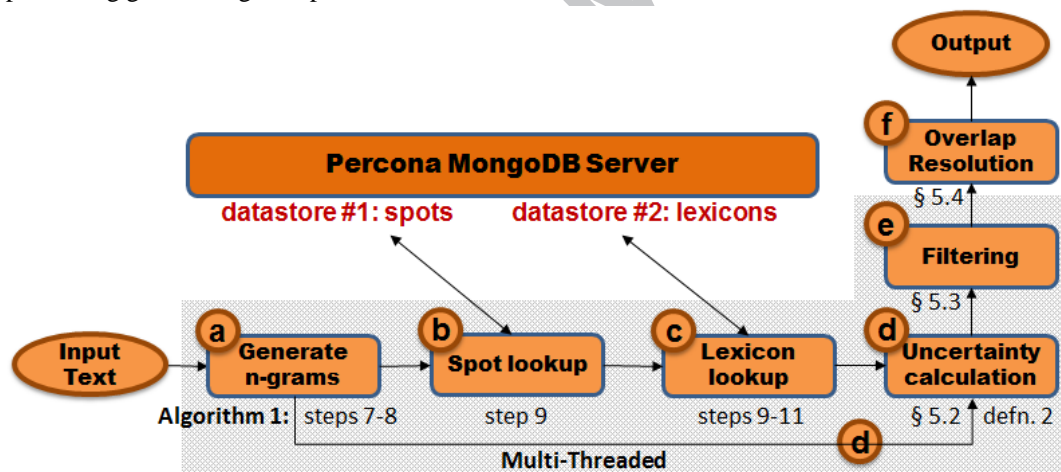 Output
f
Overlap
Resolution
Percona MongoDB Server
datastore #1: spots
datastore #2: lexicons
§ 5.4
e
Filtering
§ 5.3
a
b
c
d
Input
Text
Generate
n-grams
Spot lookup
Lexicon
lookup
Uncertainty
calculation
Algorithm 1: steps 7-8
step 9
steps 9-11
§ 5.2 defn. 2
d
Multi-Threaded